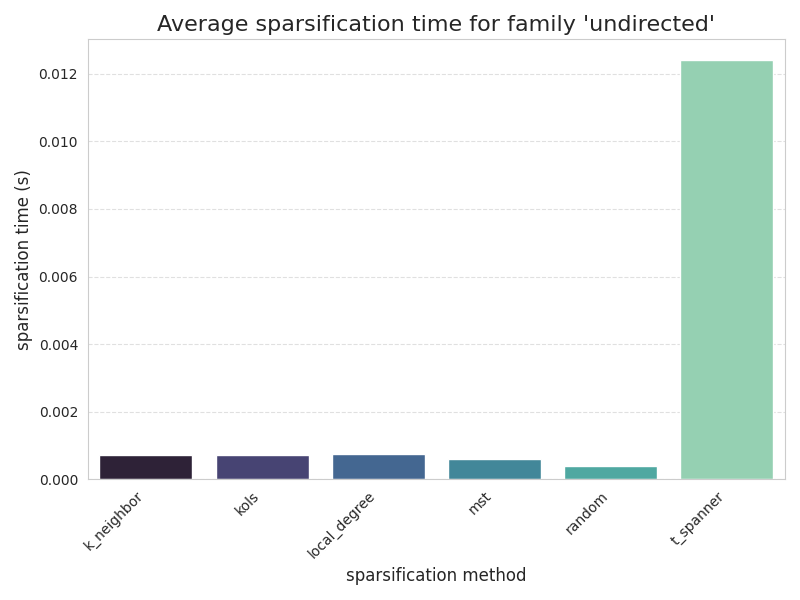 Average sparsification time for family 'undirected'
sparsification time (s)
0.012
0.010
0.008
0.006
0.004
0.002
0.000
k_neighbor
kols
local_degree
mst
random
t_spanner
sparsification method